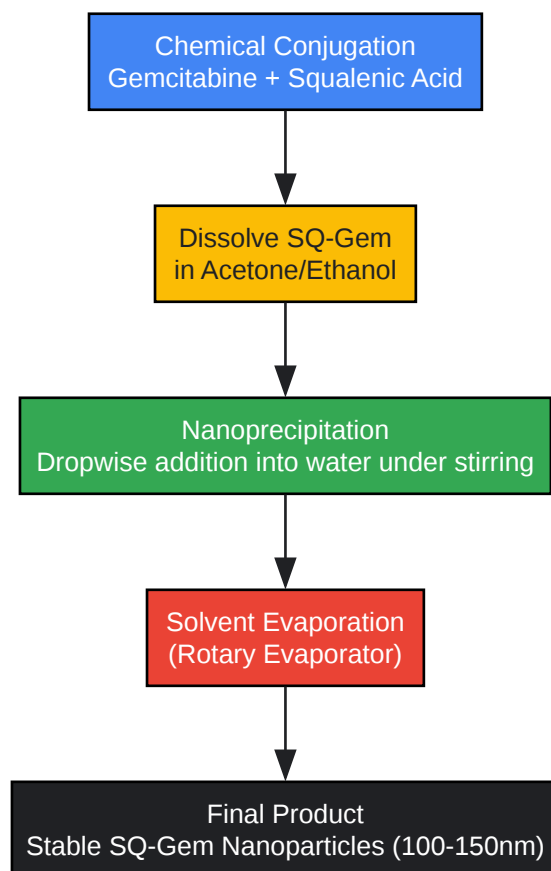 Chemical Conjugation
Gemcitabine + Squalenic Acid
Dissolve SQ-Gem
in Acetone/Ethanol
Nanoprecipitation
Dropwise addition into water under stirring
Solvent Evaporation
(Rotary Evaporator)
Final Product
Stable SQ-Gem Nanoparticles (100-150nm)